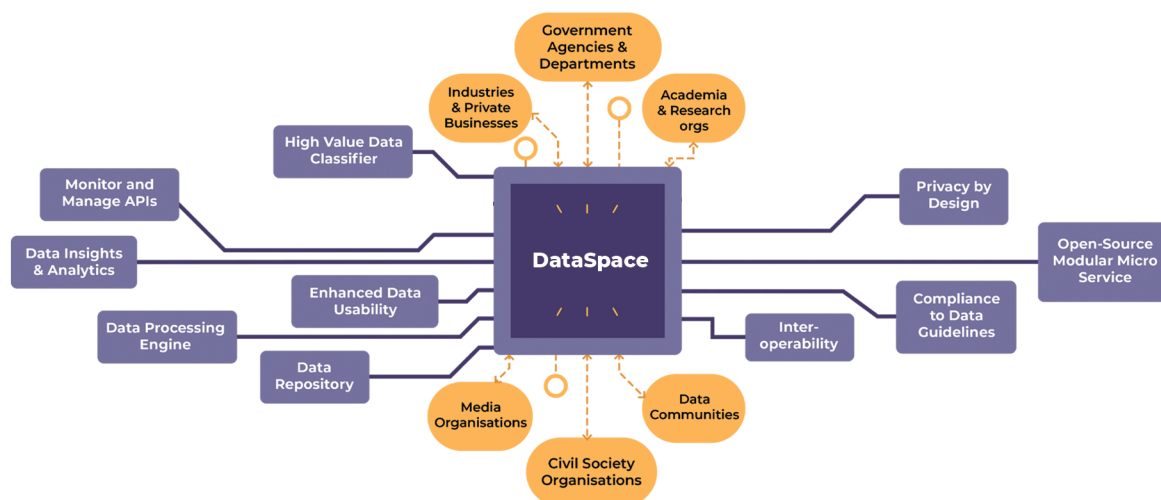 Government
Agencies &
Departments
Industries
& Private
Businesses
Academia
& Research
orgs
High Value Data
Classifier
Monitor and
Manage APIs
Data Insights
& Analytics
Enhanced Data
Usability
Data Processing
Engine
Data
Repository
DataSpace
Privacy by
Design
Open-Source
Modular Micro
Service
Compliance
to Data
Guidelines
Inter-
operability
Media
Organisations
Data
Communities
Civil Society
Organisations